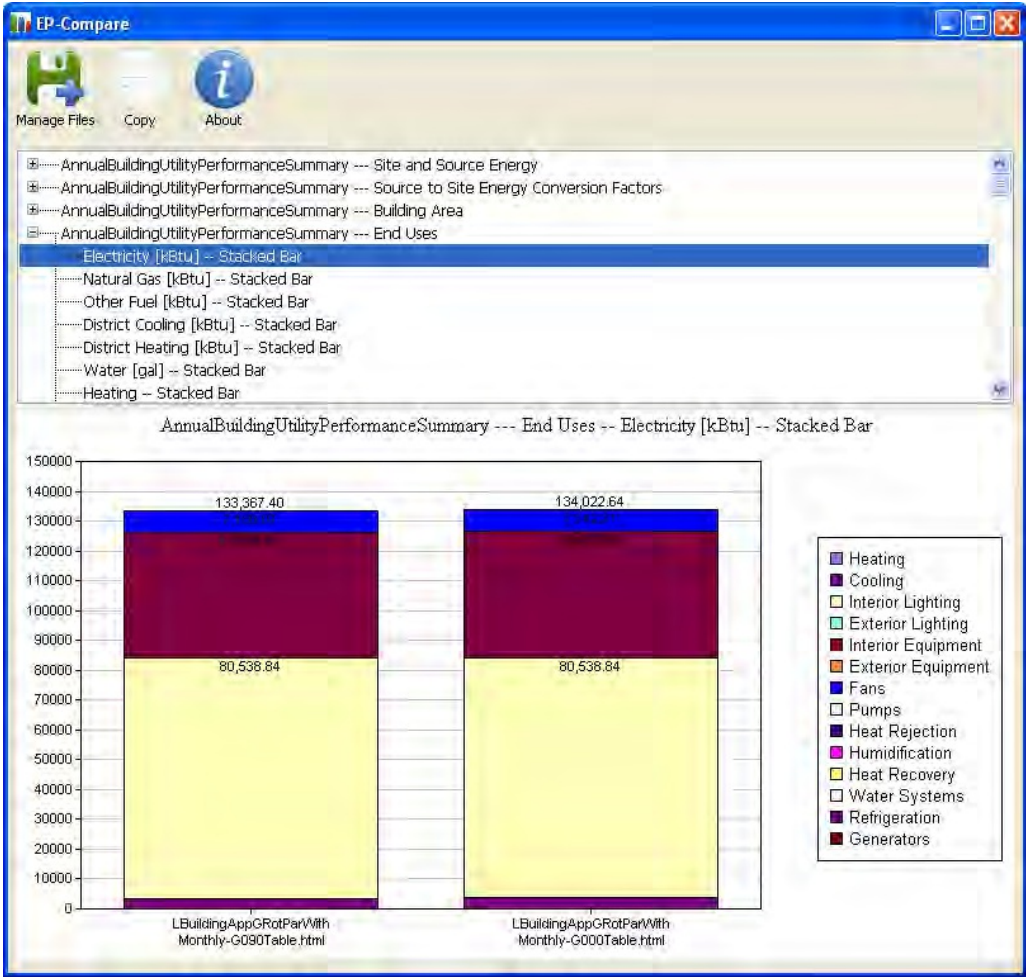 EP-Compare
Manage Files Copy About
AnnualBuildingUtilityPerformanceSummary --- Site and Source Energy
AnnualBuildingUtilityPerformanceSummary --- Source to Site Energy Conversion Factors
AnnualBuildingUtilityPerformanceSummary --- Building Area
AnnualBuildingUtilityPerformanceSummary --- End Uses
Electricity [kBtu] -- Stacked Bar
Natural Gas [kBtu] -- Stacked Bar
Other Fuel [kBtu] -- Stacked Bar
District Cooling [kBtu] -- Stacked Bar
District Heating [kBtu] -- Stacked Bar
Water [gal] -- Stacked Bar
Heating -- Stacked Bar
AnnualBuildingUtilityPerformanceSummary --- End Uses -- Electricity [kBtu] -- Stacked Bar
150000
140000
130000
120000
110000
100000
90000
80000
70000
60000
50000
40000
30000
20000
10000
0
133,367.40
134,022.64
80,538.84
80,538.84
LBuildingAppGRotParWith
Monthly-G090Table.html
LBuildingAppGRotParWith
Monthly-G000Table.html
Heating
Cooling
Interior Lighting
Exterior Lighting
Interior Equipment
Exterior Equipment
Fans
Pumps
Heat Rejection
Humidification
Heat Recovery
Water Systems
Refrigeration
Generators